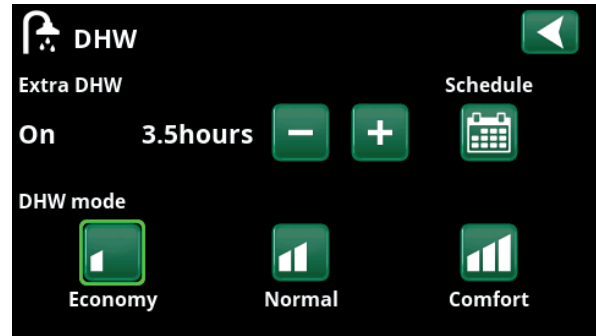 DHW
Extra DHW Schedule
On 3.5hours - +
DHW mode
Economy Normal Comfort